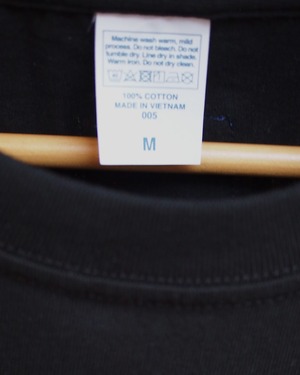 Machine wash warm, mild
process. Do not bleach. Do not
tumble dry. Line dry in shade.
Warm iron. Do not dry clean.
100% COTTON
MADE IN VIETNAM
005
M